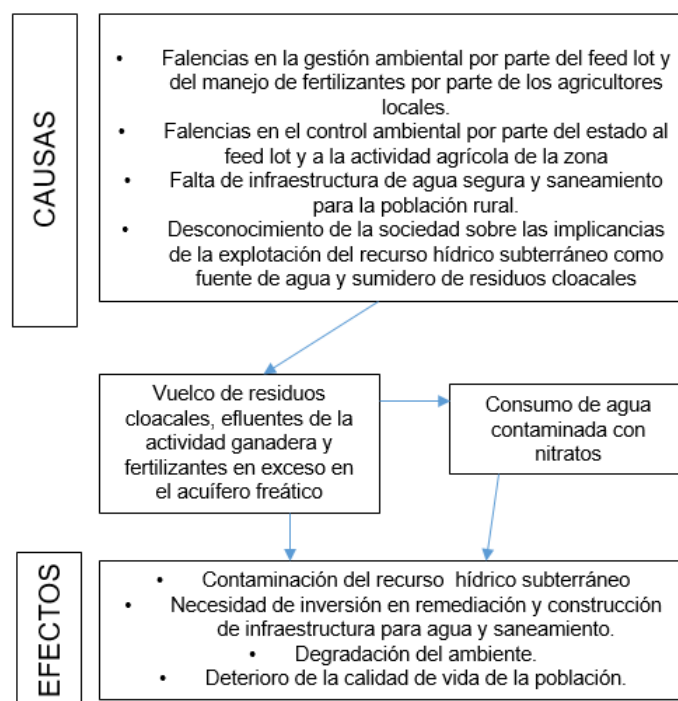 CAUSAS
• Falencias en la gestión ambiental por parte del feed lot y
del manejo de fertilizantes por parte de los agricultores
locales.
• Falencias en el control ambiental por parte del estado al
feed lot y a la actividad agrícola de la zona
• Falta de infraestructura de agua segura y saneamiento
para la población rural.
• Desconocimiento de la sociedad sobre las implicancias
de la explotación del recurso hídrico subterráneo como
fuente de agua y sumidero de residuos cloacales
Vuelco de residuos
cloacales, efluentes de la
actividad ganadera y
fertilizantes en exceso en
el acuífero freático
Consumo de agua
contaminada con
nitratos
EFECTOS
• Contaminación del recurso hídrico subterráneo
• Necesidad de inversión en remediación y construcción
de infraestructura para agua y saneamiento.
• Degradación del ambiente.
• Deterioro de la calidad de vida de la población.